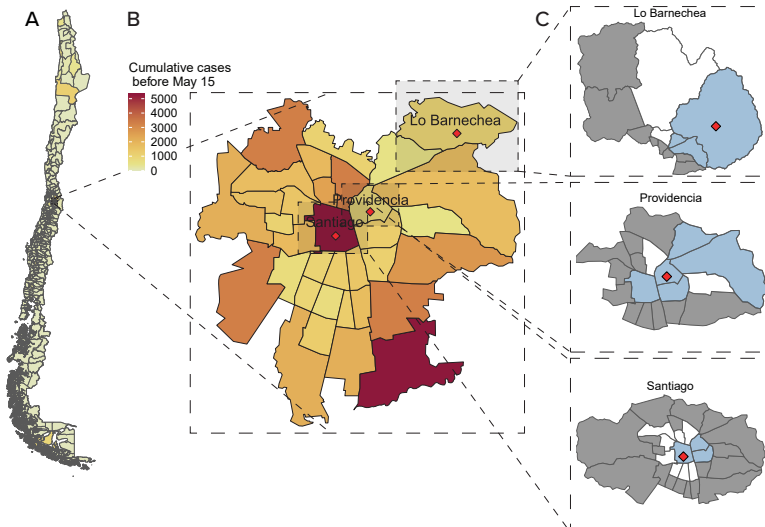 A
B
C
Cumulative cases
before May 15
5000
4000
3000
2000
1000
0
Lo Barnechea
Providencia
Santiago
Lo Barnechea
Providencia
Santiago